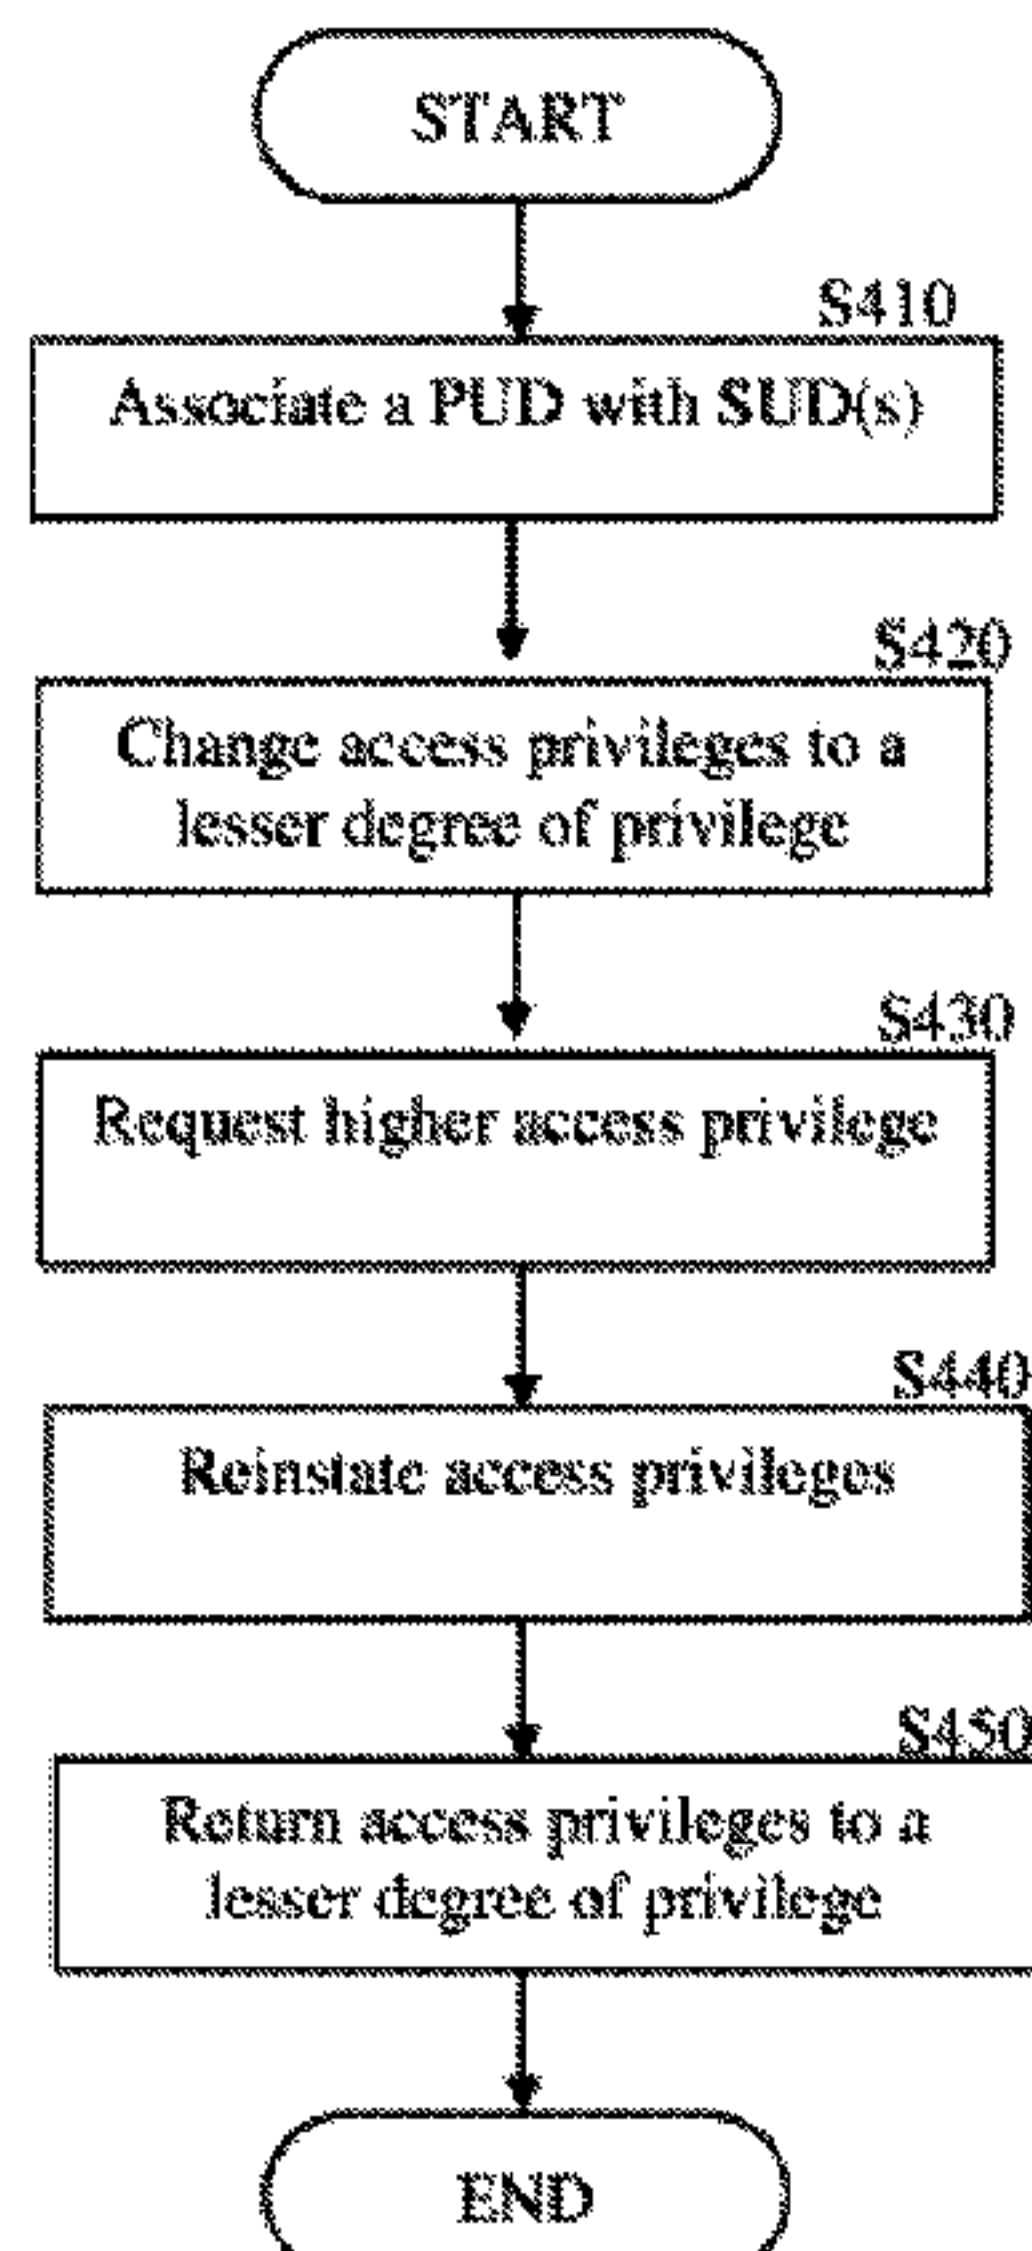 START
S410
Associate a PUD with SUD(s)
S420
Change access privileges to a
lesser degree of privilege
S430
Request higher access privilege
S440
Reinstate access privileges
S450
Return access privileges to a
lesser degree of privilege
END